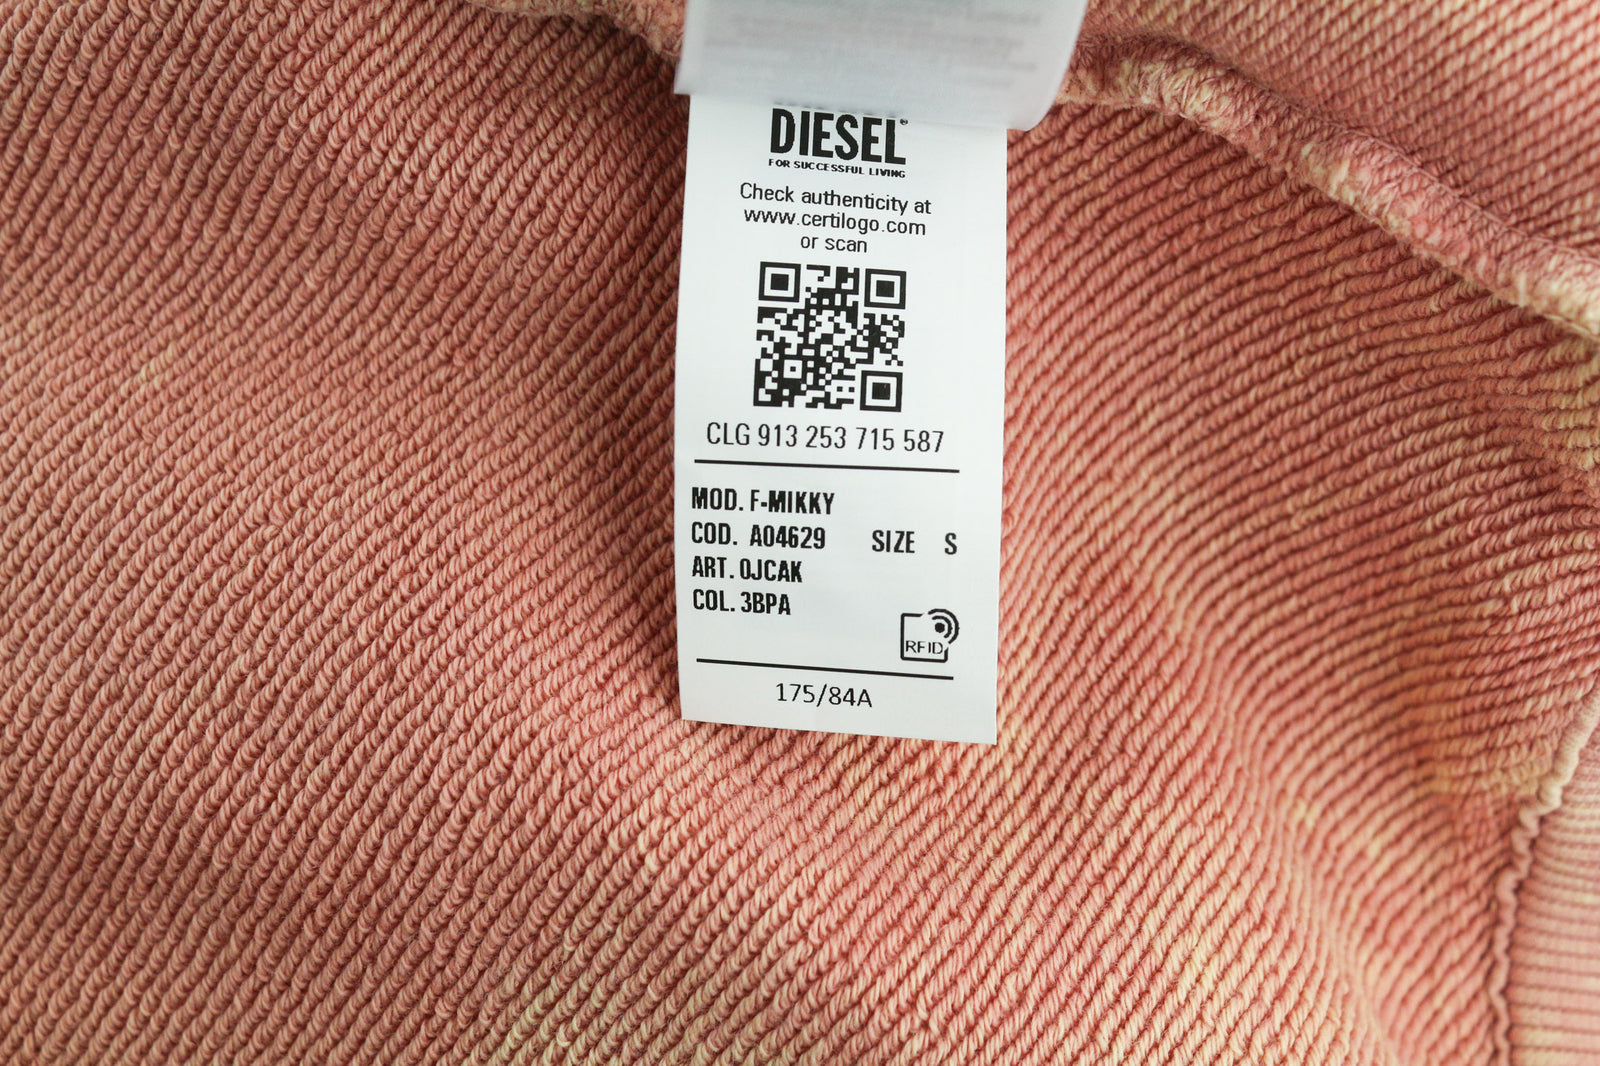 DIESEL®
FOR SUCCESSFUL LIVING
Check authenticity at
www.certilogo.com
or scan
CLG 913 253 715 587
MOD. F-MIKKY
COD. A04629 SIZE S
ART. 0JCAK
COL. 3BPA
RFID
175/84A